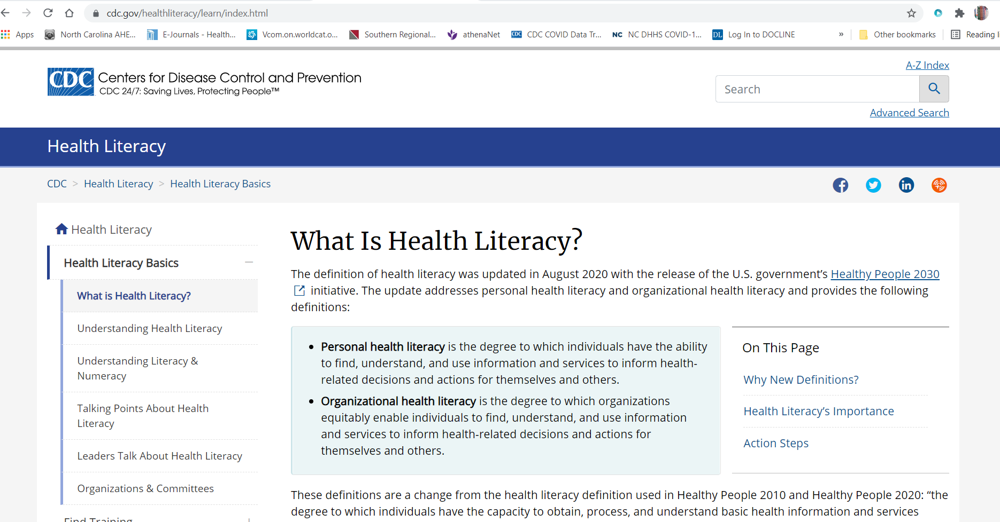 cdc.gov/healthliteracy/learn/index.html
Apps North Carolina AHE... E-Journals - Health... Vcom.on.worldcat.o... Southern Regional... athenaNet CDC CDC COVID Data Tr... NC NC DHHS COVID-1... DL Log In to DOCLINE » Other bookmarks Reading
A-Z Index
CDC Centers for Disease Control and Prevention
CDC 24/7: Saving Lives, Protecting People™
Search
Advanced Search
Health Literacy
CDC > Health Literacy > Health Literacy Basics
Health Literacy
Health Literacy Basics
What is Health Literacy?
Understanding Health Literacy
Understanding Literacy &
Numeracy
Talking Points About Health
Literacy
Leaders Talk About Health Literacy
Organizations & Committees
Find Training
What Is Health Literacy?
The definition of health literacy was updated in August 2020 with the release of the U.S. government’s Healthy People 2030
initiative. The update addresses personal health literacy and organizational health literacy and provides the following
definitions:
• Personal health literacy is the degree to which individuals have the ability
to find, understand, and use information and services to inform health-
related decisions and actions for themselves and others.
• Organizational health literacy is the degree to which organizations
equitably enable individuals to find, understand, and use information
and services to inform health-related decisions and actions for
themselves and others.
On This Page
Why New Definitions?
Health Literacy’s Importance
Action Steps
These definitions are a change from the health literacy definition used in Healthy People 2010 and Healthy People 2020: “the
degree to which individuals have the capacity to obtain, process, and understand basic health information and services